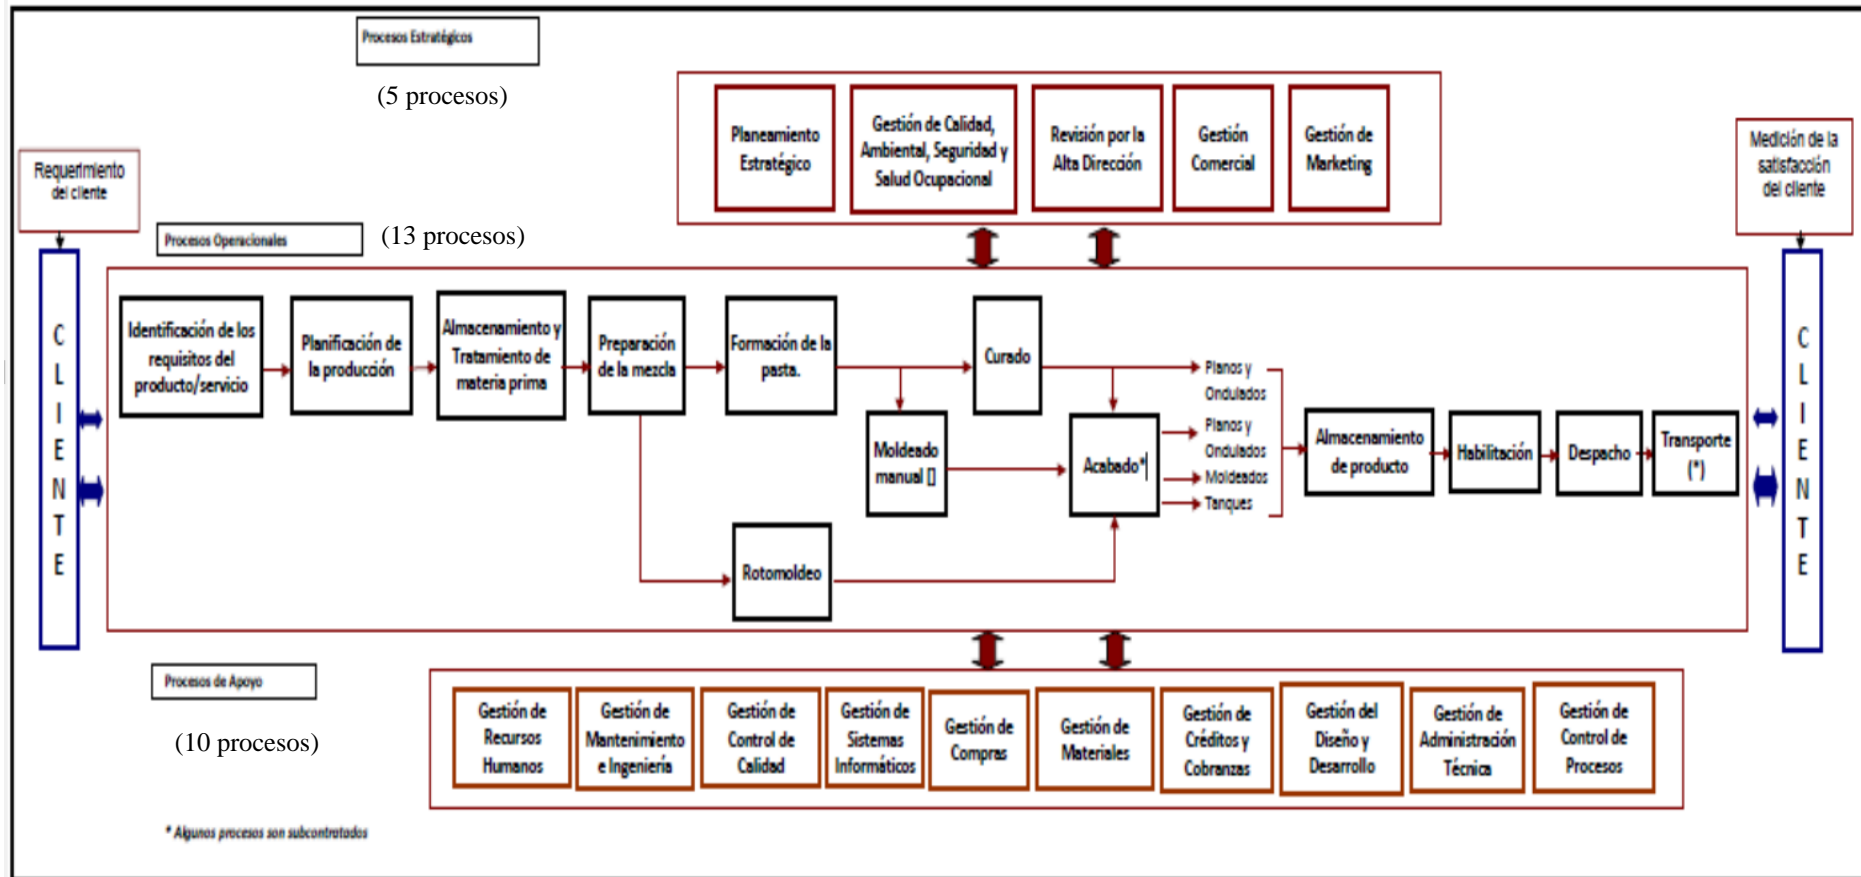 Procesos Estratégicos
(5 procesos)
Planeamiento
Estratégico
Gestión de Calidad,
Ambiental, Seguridad y
Salud Ocupacional
Revisión por la
Alta Dirección
Gestión
Comercial
Gestión de
Marketing
Requerimiento
del cliente
Medición de la
satisfacción
del cliente
Procesos Operacionales
(13 procesos)
CLIENTE
Identificación de los
requisitos del
producto/servicio
Planificación de
la producción
Almacenamiento y
Tratamiento de
materia prima
Preparación
de la mezcla
Formación de la
pasta.
Curado
Moldeado
manual []
Acabado*
Rotomoldeo
Planos y
Ondulados
Planos y
Ondulados
Moldeados
Tanques
Almacenamiento
de producto
Habilitación
Despacho
Transporte
(*)
CLIENTE
Procesos de Apoyo
(10 procesos)
Gestión de
Recursos
Humanos
Gestión de
Mantenimiento
e Ingeniería
Gestión de
Control de
Calidad
Gestión de
Sistemas
Informáticos
Gestión de
Compras
Gestión de
Materiales
Gestión de
Créditos y
Cobranzas
Gestión del
Diseño y
Desarrollo
Gestión de
Administración
Técnica
Gestión de
Control de
Procesos
* Algunos procesos son subcontratados